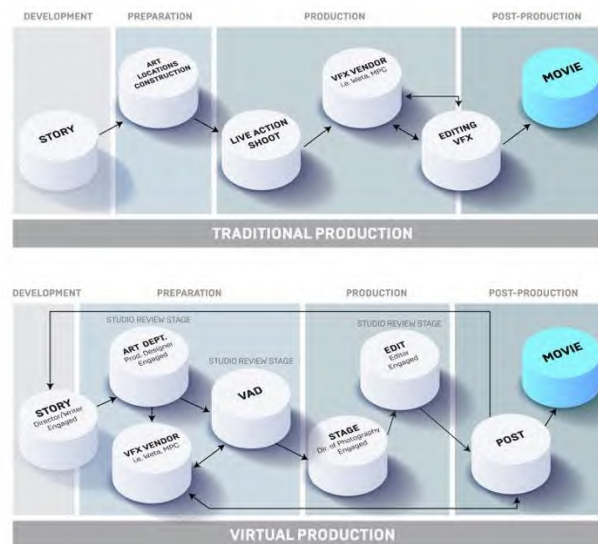 DEVELOPMENT
PREPARATION
PRODUCTION
POST-PRODUCTION
STORY
ART
LOCATIONS
CONSTRUCTION
LIVE ACTION
SHOOT
VFX VENDOR
i.e. Weta, MPC
EDITING
VFX
MOVIE
TRADITIONAL PRODUCTION
DEVELOPMENT
PREPARATION
PRODUCTION
POST-PRODUCTION
STORY
Director/Writer
Engaged
STUDIO REVIEW STAGE
ART DEPT.
Prod. Designer
Engaged
VFX VENDOR
i.e. Weta, MPC
STUDIO REVIEW STAGE
VAD
STAGE
Dir. of Photography
Engaged
STUDIO REVIEW STAGE
EDIT
Editor
Engaged
POST
MOVIE
VIRTUAL PRODUCTION